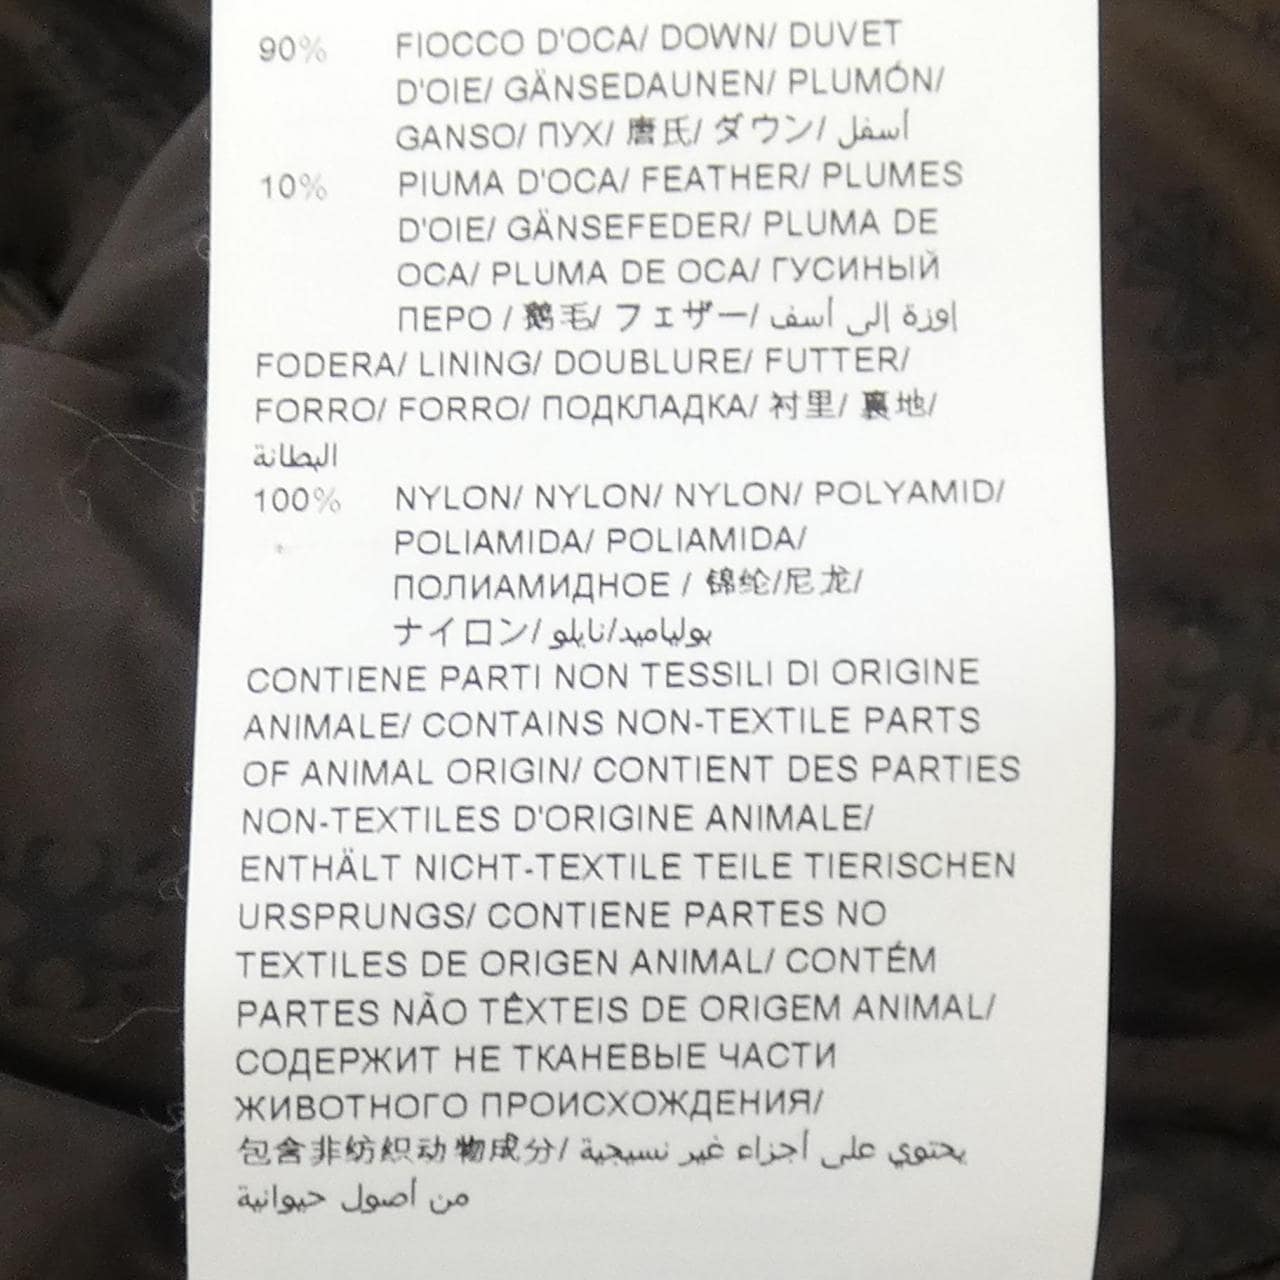 90% FIOCCO D'OCA/ DOWN/ DUVET
D'OIE/ GÄNSEDAUNEN/ PLUMÓN/
GANSO/ ПУХ/ 唐氏/ ダウン/ أسفل
10% PIUMA D'OCA/ FEATHER/ PLUMES
D'OIE/ GÄNSEFEDER/ PLUMA DE
OCA/ PLUMA DE OCA/ ГУСИНЫЙ
ПЕРО / 鹅毛/ フェザー/ اوزة إلى أسف
FODERA/ LINING/ DOUBLURE/ FUTTER/
FORRO/ FORRO/ ПОДКЛАДКА/ 衬里/ 裏地/
البطانة
100% NYLON/ NYLON/ NYLON/ POLYAMID/
POLIAMIDA/ POLIAMIDA/
ПОЛИАМИДНОЕ / 锦纶/尼龙/
ナイロン/ بولياميد/نايلو
CONTIENE PARTI NON TESSILI DI ORIGINE
ANIMALE/ CONTAINS NON-TEXTILE PARTS
OF ANIMAL ORIGIN/ CONTIENT DES PARTIES
NON-TEXTILES D'ORIGINE ANIMALE/
ENTHÄLT NICHT-TEXTILE TEILE TIERISCHEN
URSPRUNGS/ CONTIENE PARTES NO
TEXTILES DE ORIGEN ANIMAL/ CONTÉM
PARTES NÃO TÊXTEIS DE ORIGEM ANIMAL/
СОДЕРЖИТ НЕ ТКАНЕВЫЕ ЧАСТИ
ЖИВОТНОГО ПРОИСХОЖДЕНИЯ/
包含非纺织动物成分/ يحتوي على أجزاء غير نسيجية
من أصول حيوانية